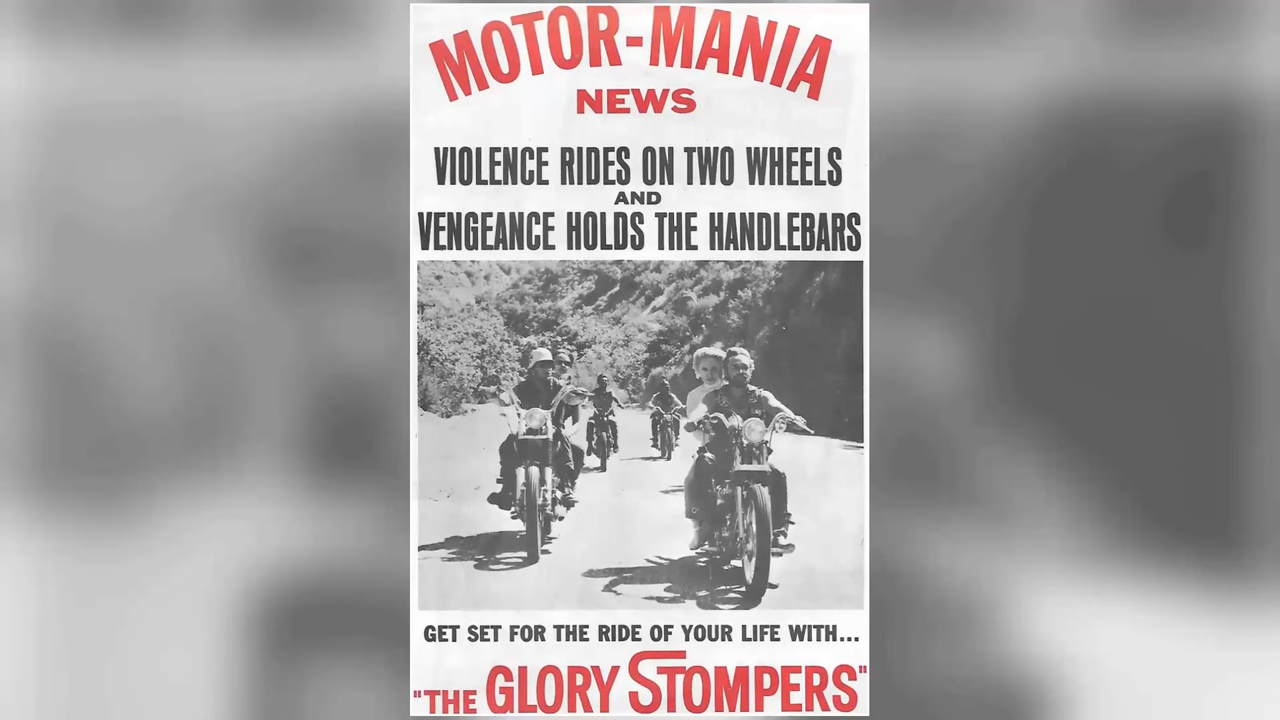 MOTOR-MANIA
NEWS
VIOLENCE RIDES ON TWO WHEELS
AND
VENGEANCE HOLDS THE HANDLEBARS
GET SET FOR THE RIDE OF YOUR LIFE WITH...
"THE GLORY STOMPERS"